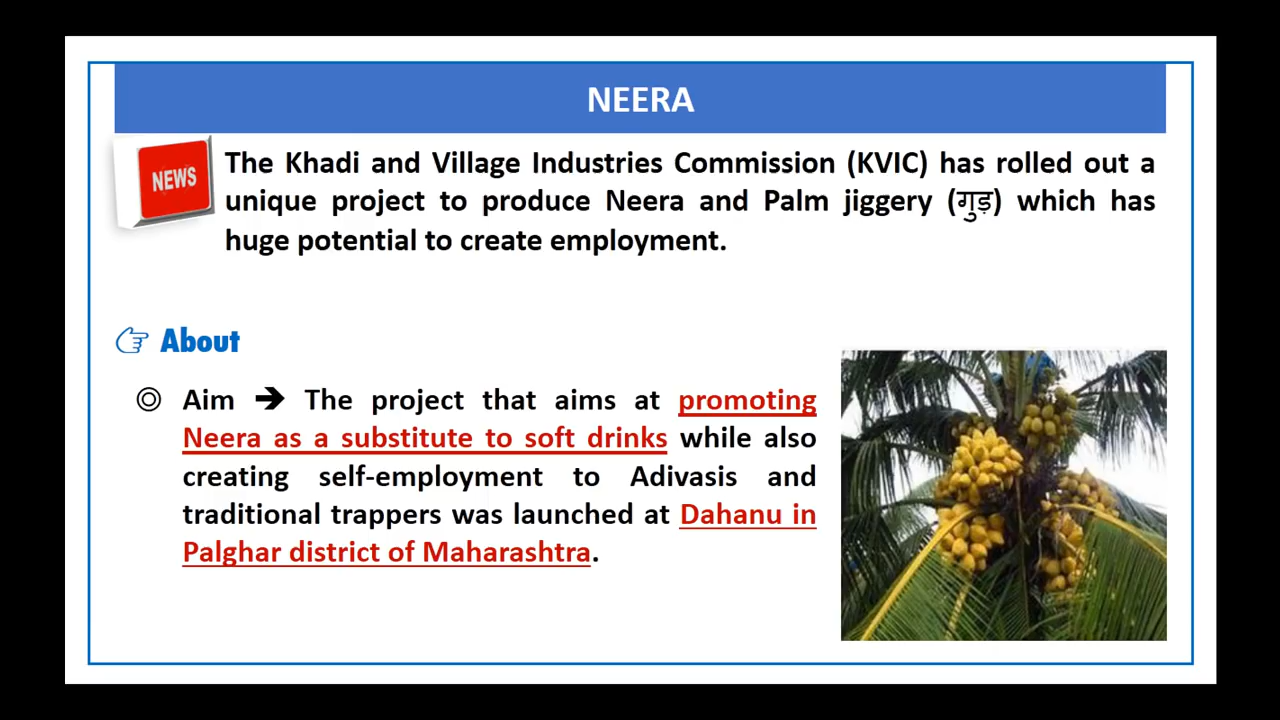 NEERA
NEWS
The Khadi and Village Industries Commission (KVIC) has rolled out a
unique project to produce Neera and Palm jiggery (गुड़) which has
huge potential to create employment.
About
Aim ➔ The project that aims at promoting
Neera as a substitute to soft drinks while also
creating self-employment to Adivasis and
traditional trappers was launched at Dahanu in
Palghar district of Maharashtra.